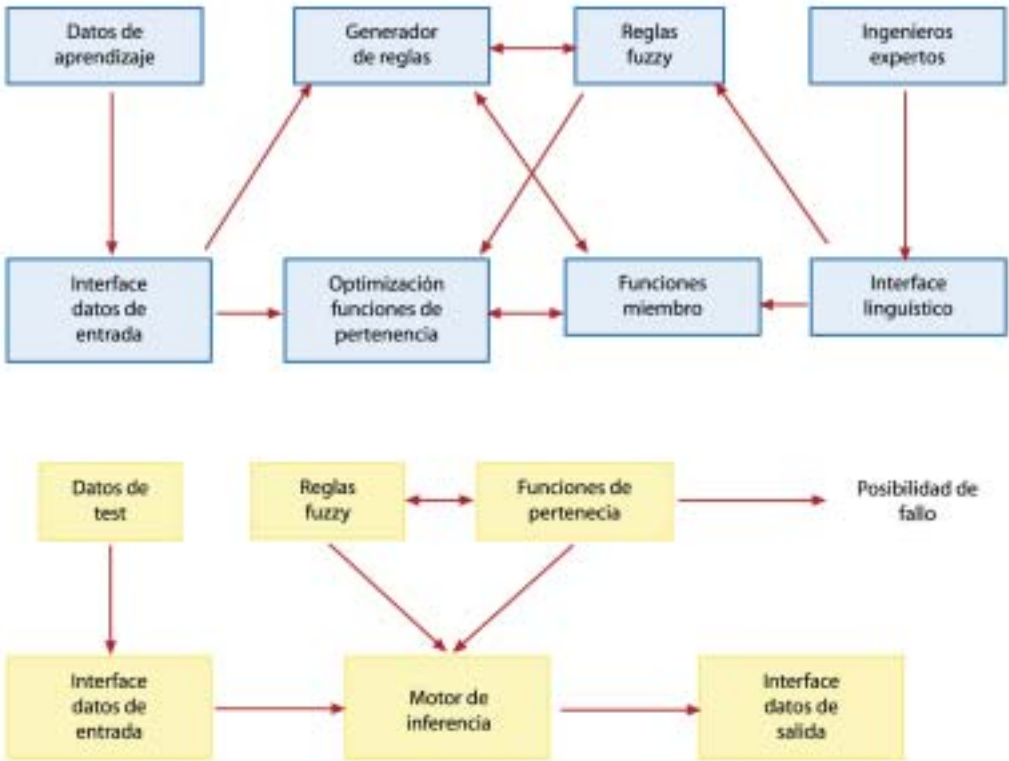 Datos de
aprendizaje
Generador
de reglas
Reglas
fuzzy
Ingenieros
expertos
Interface
datos de
entrada
Optimización
funciones de
pertenencia
Funciones
miembro
Interface
linguístico
Datos de
test
Reglas
fuzzy
Funciones de
pertenecia
Posibilidad de
fallo
Interface
datos de
entrada
Motor de
inferencia
Interface
datos de
salida